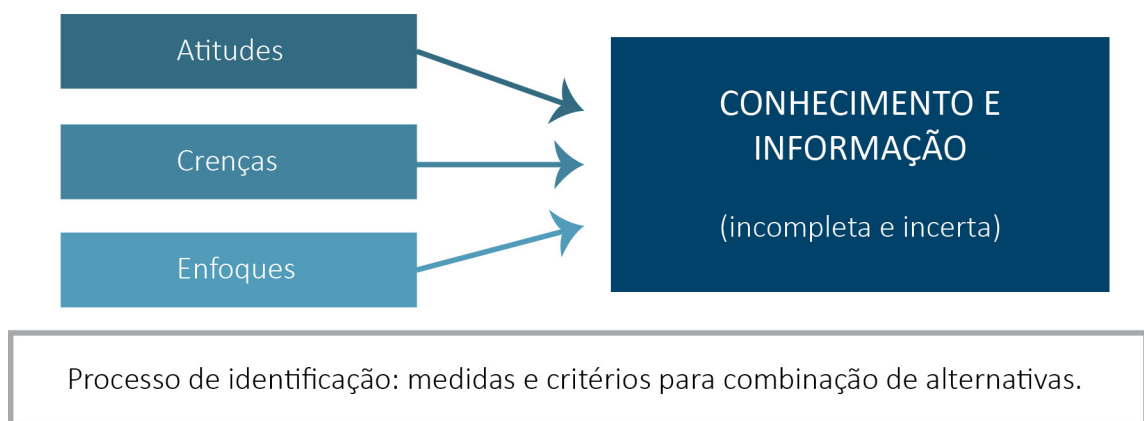 Atitudes
Crenças
Enfoques
CONHECIMENTO E
INFORMAÇÃO
(incompleta e incerta)
Processo de identificação: medidas e critérios para combinação de alternativas.